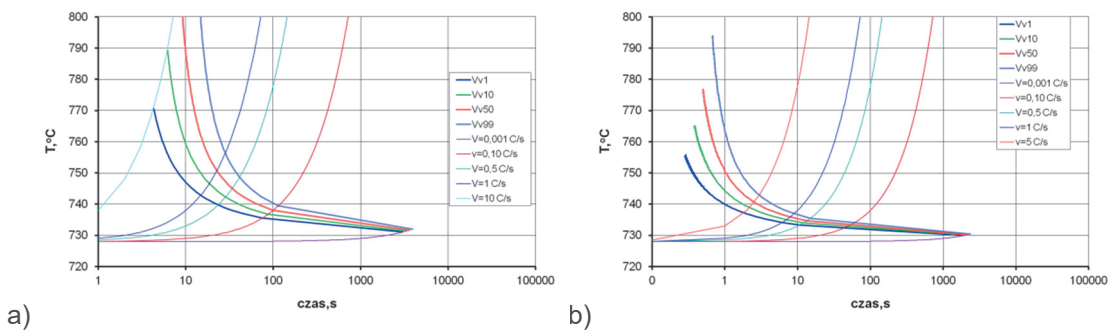 800
790
780
770
760
750
740
730
720
T,°C
1
10
100
1000
10000
100000
czas,s
Vv1
Vv10
Vv50
Vv99
V=0,001 C/s
v=0,10 C/s
V=0,5 C/s
V=1 C/s
V=10 C/s
a)
800
790
780
770
760
750
740
730
720
T,°C
0
1
10
100
1000
10000
100000
czas,s
Vv1
Vv10
Vv50
Vv99
V=0,001 C/s
v=0,10 C/s
V=0,5 C/s
v=1 C/s
v=5 C/s
b)